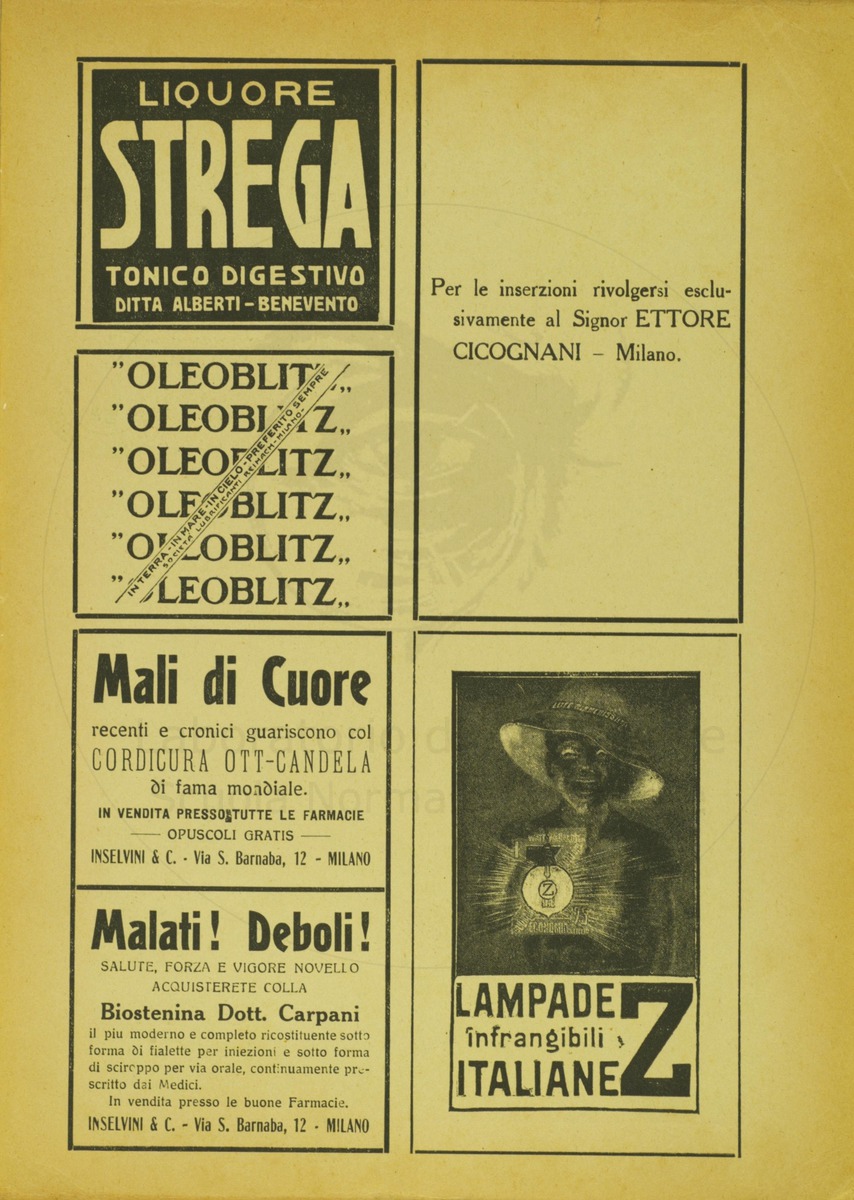 LIQUORE
STREGA
TONICO DIGESTIVO
DITTA ALBERTI – BENEVENTO
"OLEOBLITZ„
"OLEOBLITZ„
"OLEOBLITZ„
"OLEOBLITZ„
"OLEOBLITZ„
"OLEOBLITZ„
IN TERRA - IN MARE - IN CIELO - PREFERITO SEMPRE
SOCIETÀ LUBRIFICANTI REINACH - MILANO -
Mali di Cuore
recenti e cronici guariscono col
CORDICURA OTT-CANDELA
di fama mondiale.
IN VENDITA PRESSO TUTTE LE FARMACIE
OPUSCOLI GRATIS
INSELVINI & C. - Via S. Barnaba, 12 - MILANO
Malati! Deboli!
SALUTE, FORZA E VIGORE NOVELLO
ACQUISTERETE COLLA
Biostenina Dott. Carpani
il piu moderno e completo ricostituente sotto
forma di fialette per iniezioni e sotto forma
di sciroppo per via orale, continuamente pre-
scritto dai Medici.
In vendita presso le buone Farmacie.
INSELVINI & C. - Via S. Barnaba, 12 - MILANO
Per le inserzioni rivolgersi esclu-
sivamente al Signor ETTORE
CICOGNANI – Milano.
Z
LAMPADE Z
infrangibili
ITALIANE